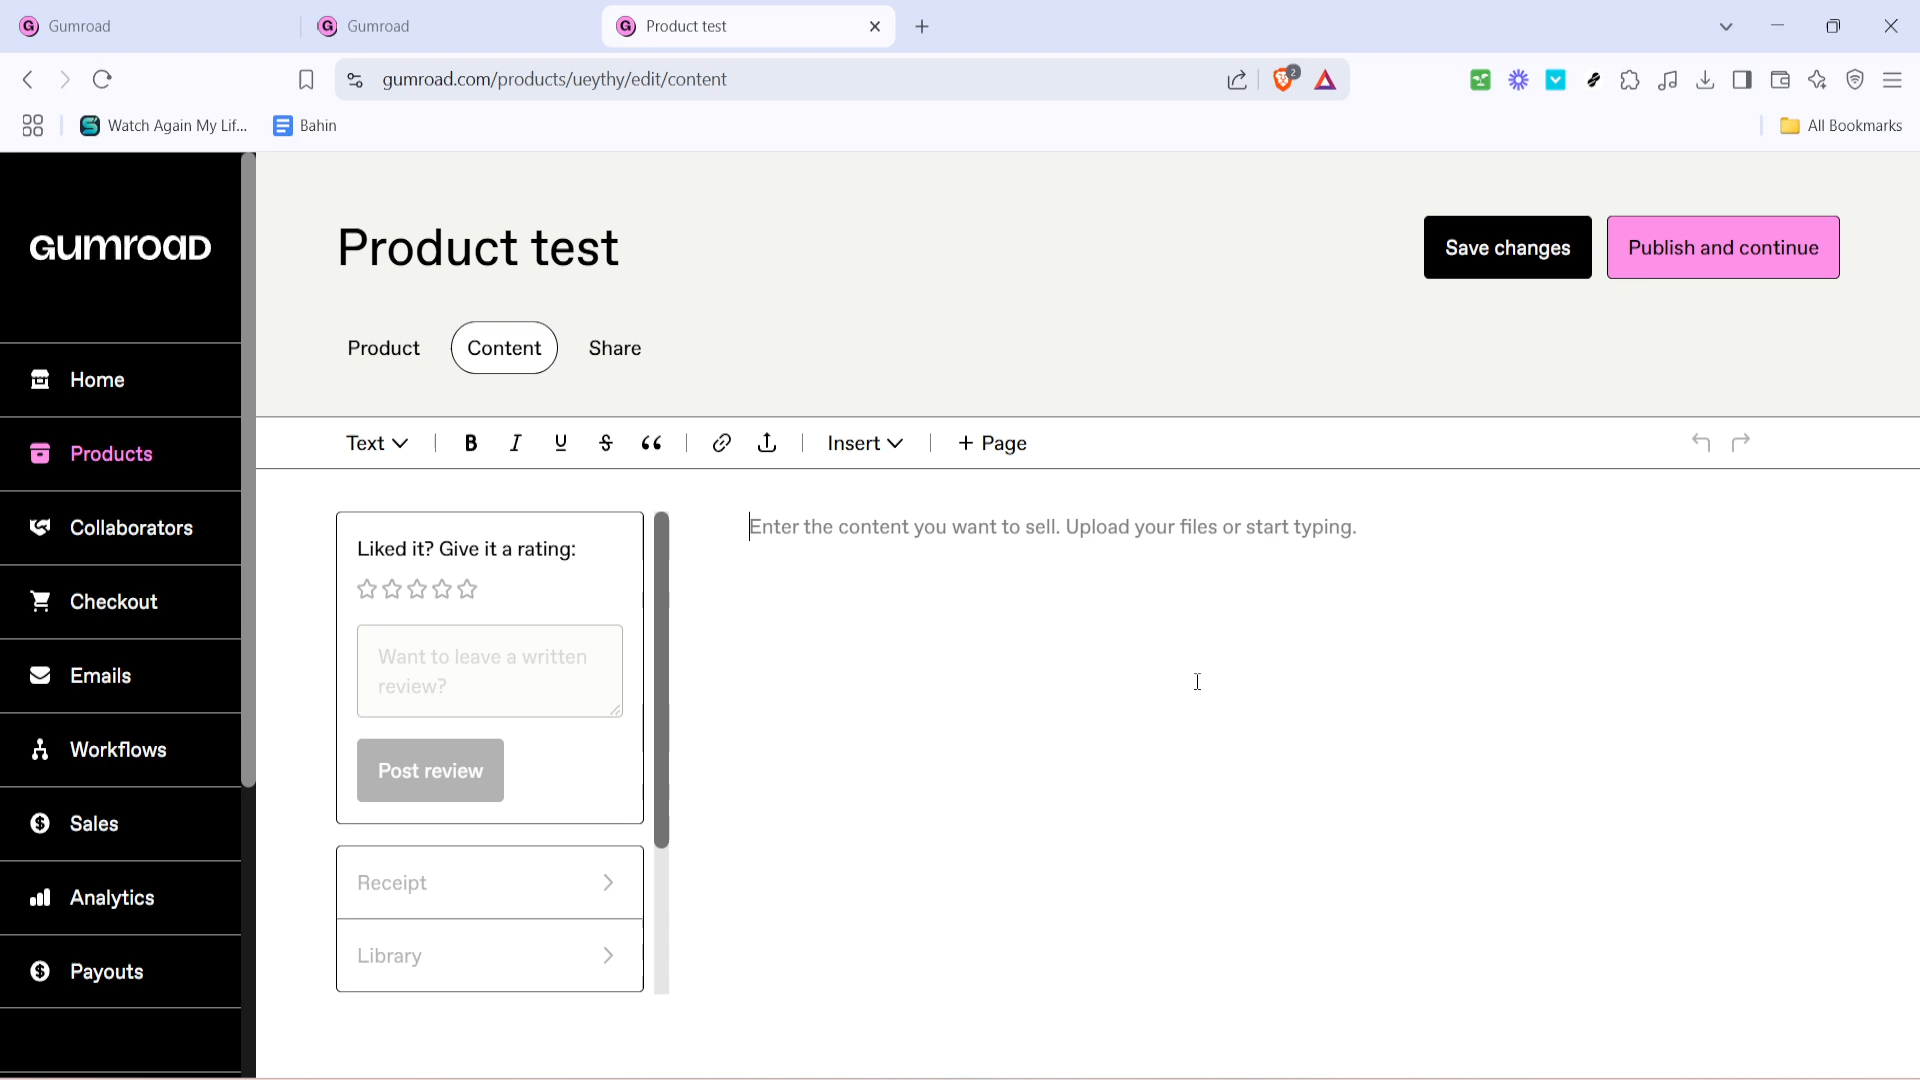 Gumroad
Gumroad
Product test
gumroad.com/products/ueythy/edit/content
2
Watch Again My Lif...
Bahin
All Bookmarks
GUMROAD
Product test
Save changes
Publish and continue
Product
Content
Share
Home
Products
Collaborators
Checkout
Emails
Workflows
Sales
Analytics
Payouts
Text
B
I
U
S
Insert
+ Page
Liked it? Give it a rating:
Want to leave a written
review?
Post review
Receipt
Library
Enter the content you want to sell. Upload your files or start typing.